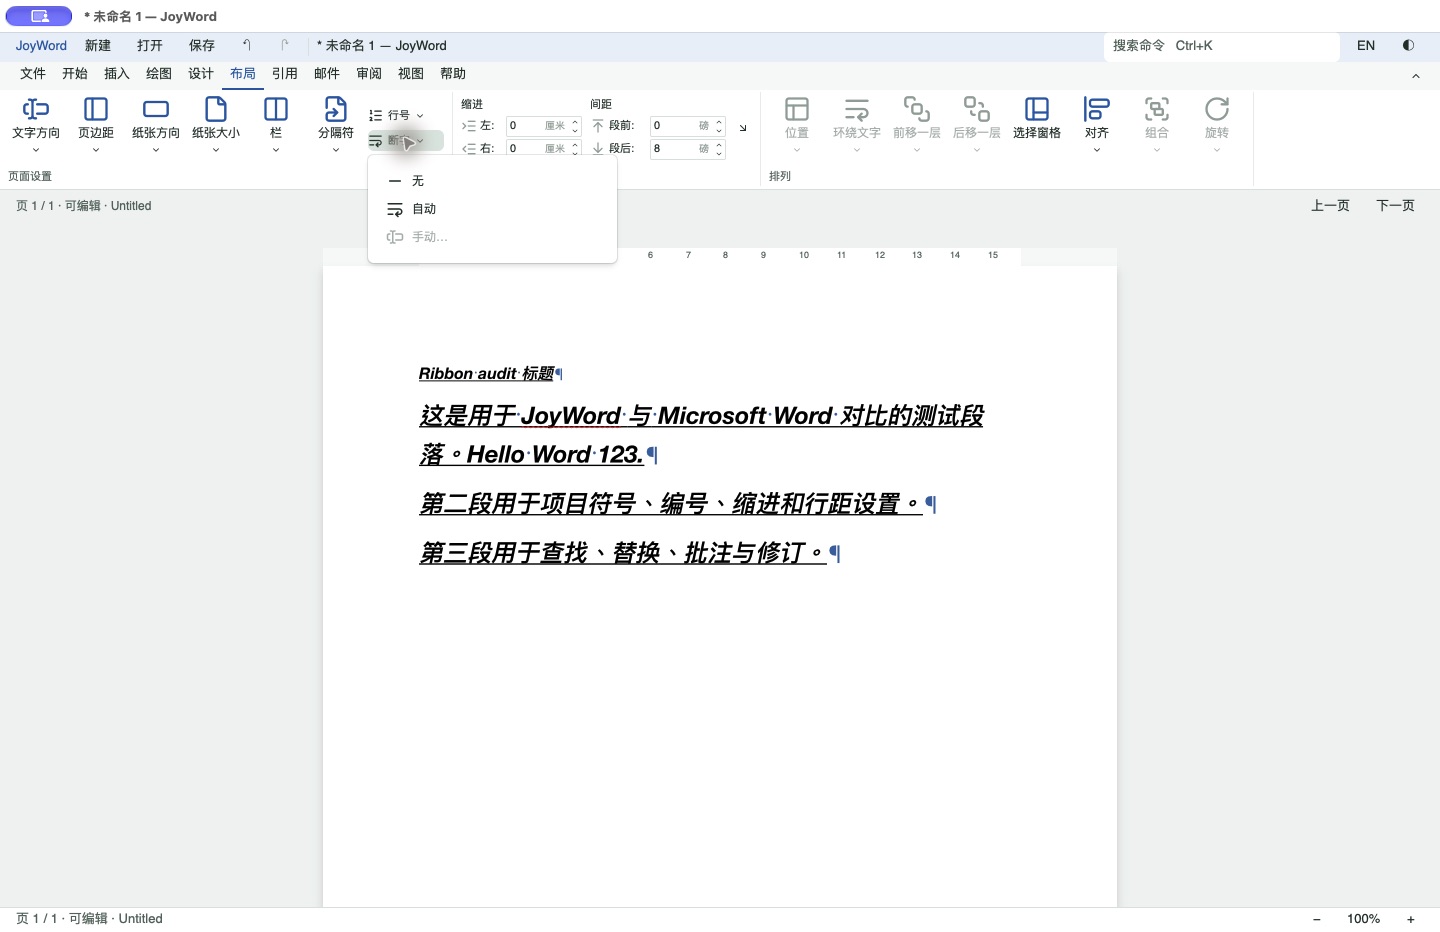 * 未命名 1 — JoyWord
JoyWord 新建 打开 保存 * 未命名 1 — JoyWord 搜索命令 Ctrl+K EN
文件 开始 插入 绘图 设计 布局 引用 邮件 审阅 视图 帮助
文字方向 页边距 纸张方向 纸张大小 栏 分隔符
行号
缩进 间距
左: 0 厘米 段前: 0 磅
右: 0 厘米 段后: 8 磅
位置 环绕文字 前移一层 后移一层 选择窗格 对齐 组合 旋转
页面设置 排列
无
自动
手动...
页 1 / 1 · 可编辑 · Untitled 上一页 下一页
6 7 8 9 10 11 12 13 14 15
Ribbon·audit·标题¶
这是用于·JoyWord·与·Microsoft·Word·对比的测试段
落。Hello·Word·123.¶
第二段用于项目符号、编号、缩进和行距设置。¶
第三段用于查找、替换、批注与修订。¶
页 1 / 1 · 可编辑 · Untitled − 100% +